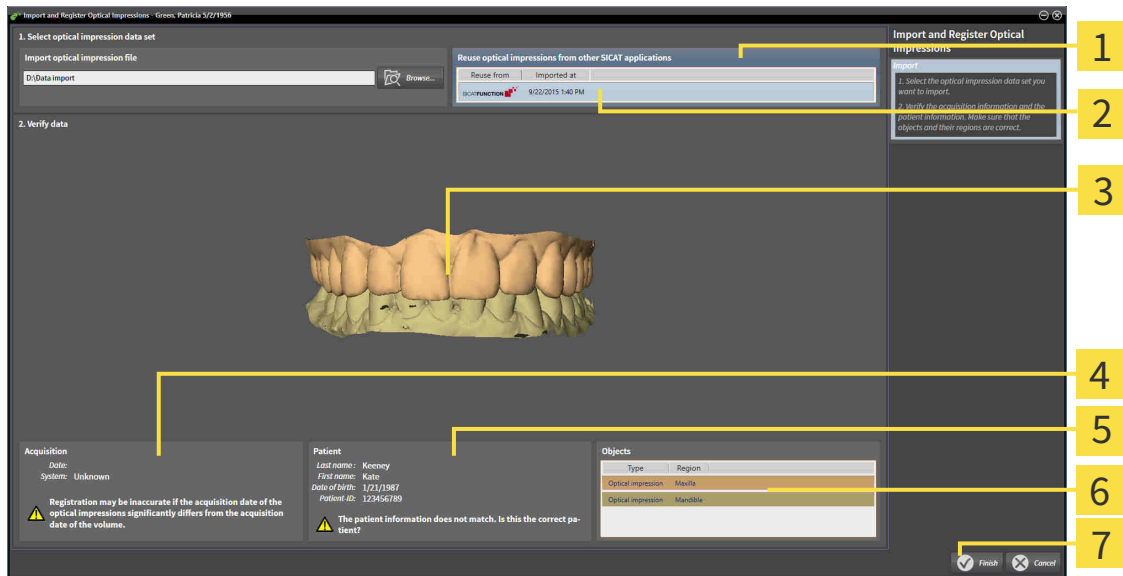 Import and Register Optical Impressions - Green, Patricia 5/2/1956
1. Select optical impression data set
Import optical impression file
D:\Data import
Browse...
Reuse optical impressions from other SICAT applications
Reuse from Imported at
SICATFUNCTION 9/22/2015 1:40 PM
Import and Register Optical
Impressions
Import
1. Select the optical impression data set you
want to import.
2. Verify the acquisition information and the
patient information. Make sure that the
objects and their regions are correct.
1
2
3
2. Verify data
4
5
6
7
Acquisition
Date:
System: Unknown
Registration may be inaccurate if the acquisition date of the
optical impressions significantly differs from the acquisition
date of the volume.
Patient
Last name: Keeney
First name: Kate
Date of birth: 1/21/1987
Patient-ID: 123456789
The patient information does not match. Is this the correct pa-
tient?
Objects
Type Region
Optical impression Maxilla
Optical impression Mandible
Finish
Cancel